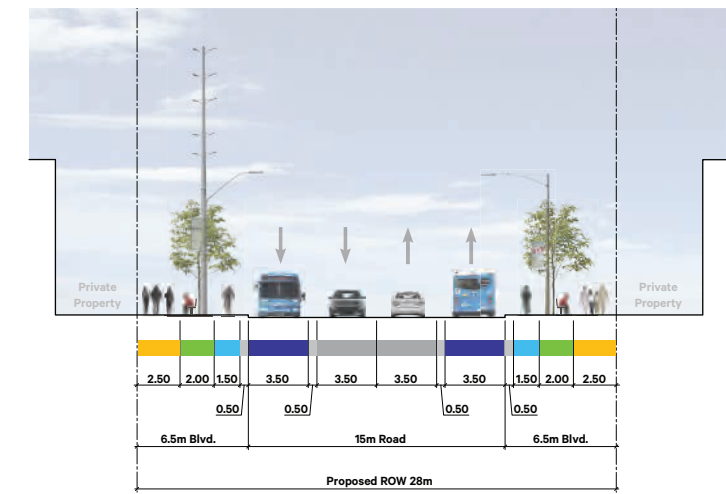 Private
Property
Private
Property
2.50 2.00 1.50 3.50 3.50 3.50 3.50 1.50 2.00 2.50
0.50 0.50 0.50 0.50
6.5m Blvd. 15m Road 6.5m Blvd.
Proposed ROW 28m